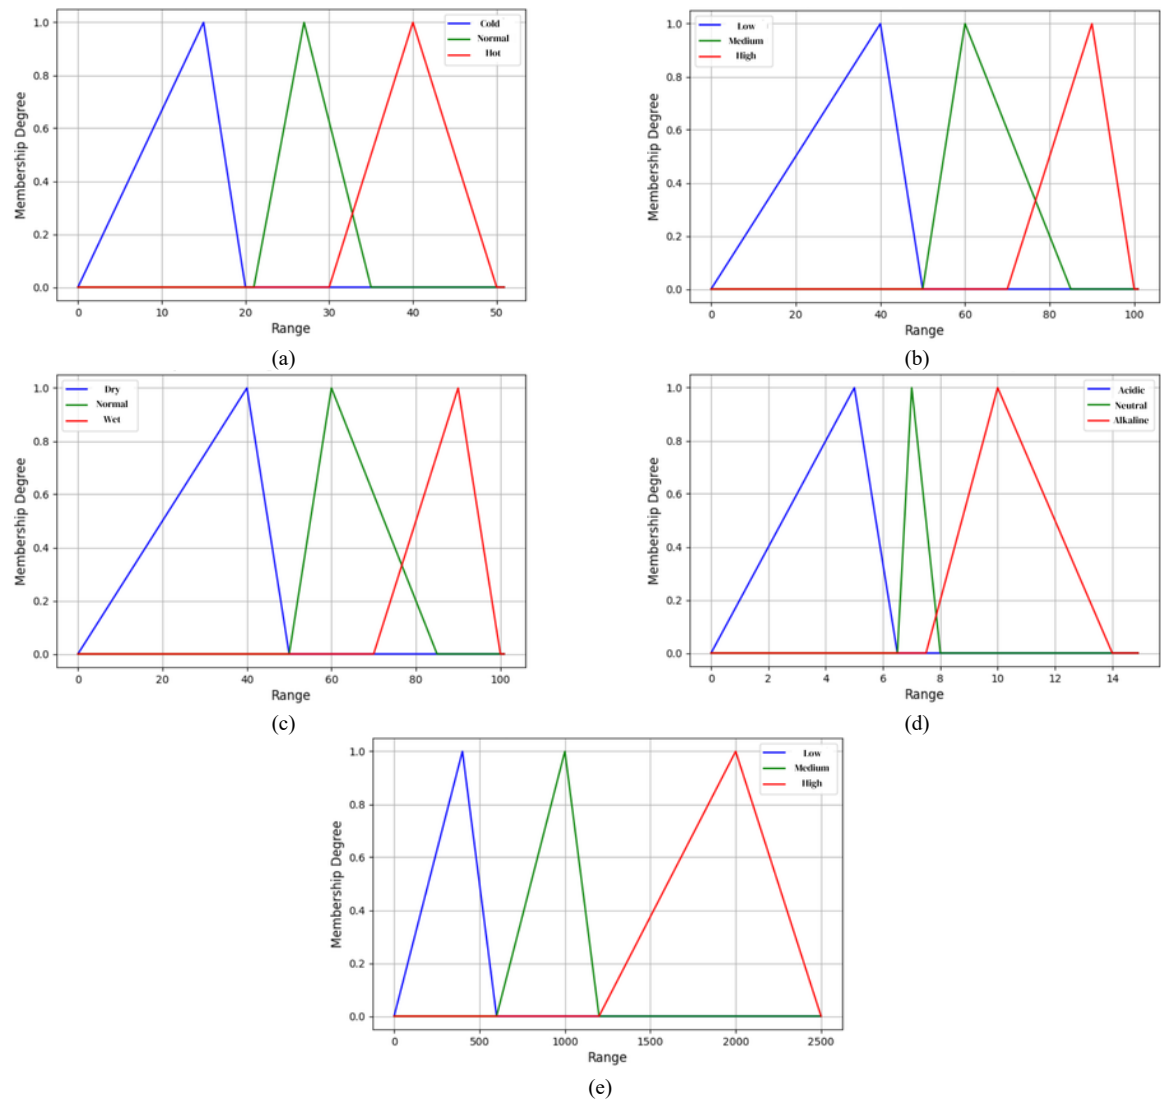 1.0
0.8
0.6
0.4
0.2
0.0
Membership Degree
Cold
Normal
Hot
0 10 20 30 40 50
Range
(a)
1.0
0.8
0.6
0.4
0.2
0.0
Membership Degree
Low
Medium
High
0 20 40 60 80 100
Range
(b)
1.0
0.8
0.6
0.4
0.2
0.0
Membership Degree
Dry
Normal
Wet
0 20 40 60 80 100
Range
(c)
1.0
0.8
0.6
0.4
0.2
0.0
Membership Degree
Acidic
Neutral
Alkaline
0 2 4 6 8 10 12 14
Range
(d)
1.0
0.8
0.6
0.4
0.2
0.0
Membership Degree
Low
Medium
High
0 500 1000 1500 2000 2500
Range
(e)